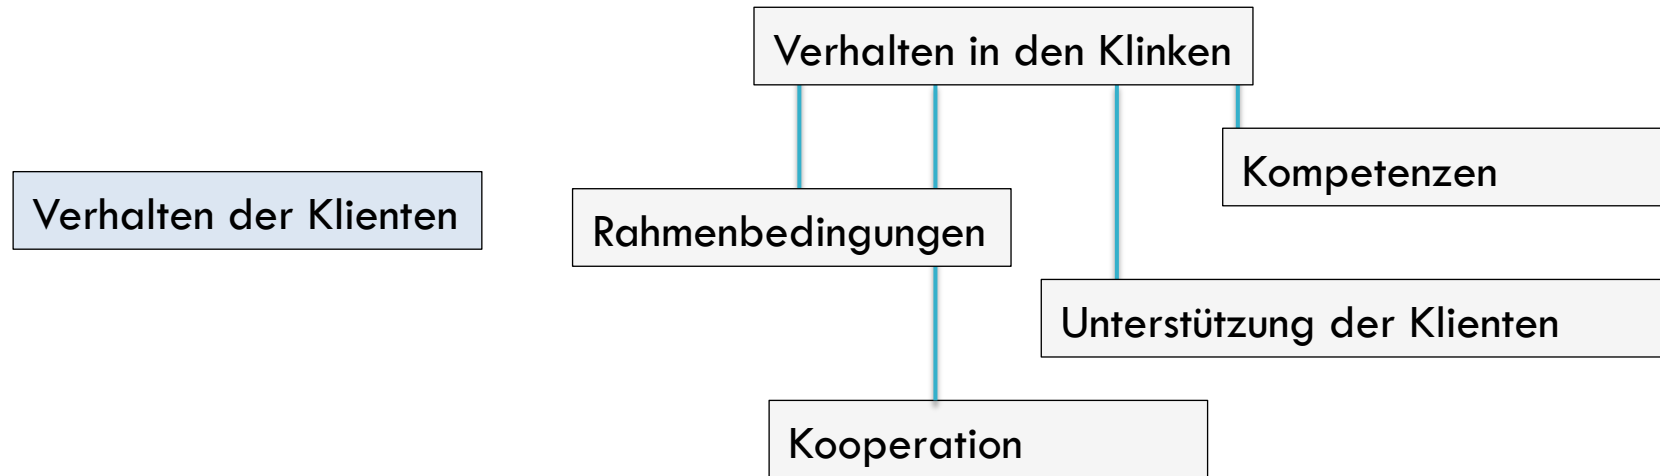 Verhalten in den Klinken
Kompetenzen
Verhalten der Klienten
Rahmenbedingungen
Unterstützung der Klienten
Kooperation